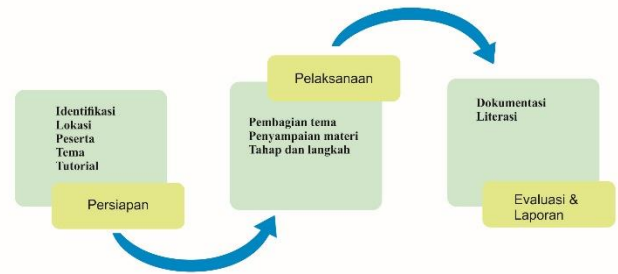 Identifikasi
Lokasi
Peserta
Tema
Tutorial
Persiapan
Pelaksanaan
Pembagian tema
Penyampaian materi
Tahap dan langkah
Dokumentasi
Literasi
Evaluasi &
Laporan